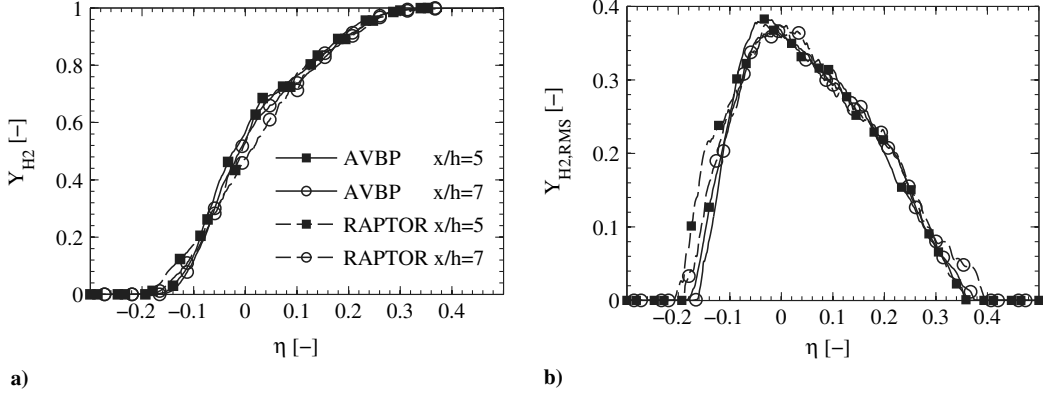 1
0.8
0.6
0.4
0.2
0
Y_H2 [−]
−0.2 −0.1 0 0.1 0.2 0.3 0.4
η [−]
AVBP x/h=5
AVBP x/h=7
RAPTOR x/h=5
RAPTOR x/h=7
a)
0.4
0.3
0.2
0.1
0
Y_H2,RMS [−]
−0.2 −0.1 0 0.1 0.2 0.3 0.4
η [−]
b)